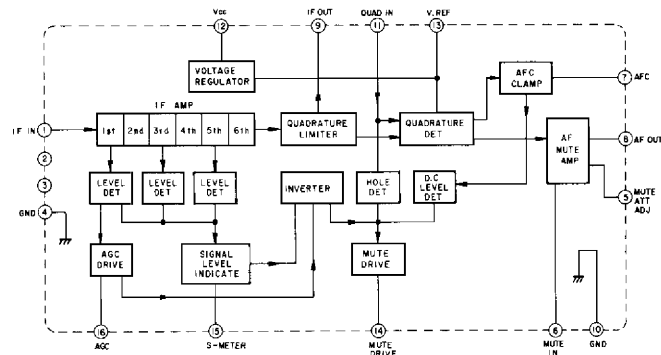 Vcc IF OUT QUAD IN V.REF
12 9 11 13
VOLTAGE
REGULATOR
AFC
CLAMP
7 AFC
IF AMP
IF IN 1
1st 2nd 3rd 4th 5th 6th
QUADRATURE
LIMITER
QUADRATURE
DET
AF
MUTE
AMP
8 AF OUT
2
3
GND 4
LEVEL
DET
LEVEL
DET
LEVEL
DET
INVERTER
HOLE
DET
D.C
LEVEL
DET
5 MUTE
ATT
ADJ
AGC
DRIVE
SIGNAL
LEVEL
INDICATE
MUTE
DRIVE
16 15 14 6 10
AGC S-METER MUTE
DRIVE MUTE
IN GND